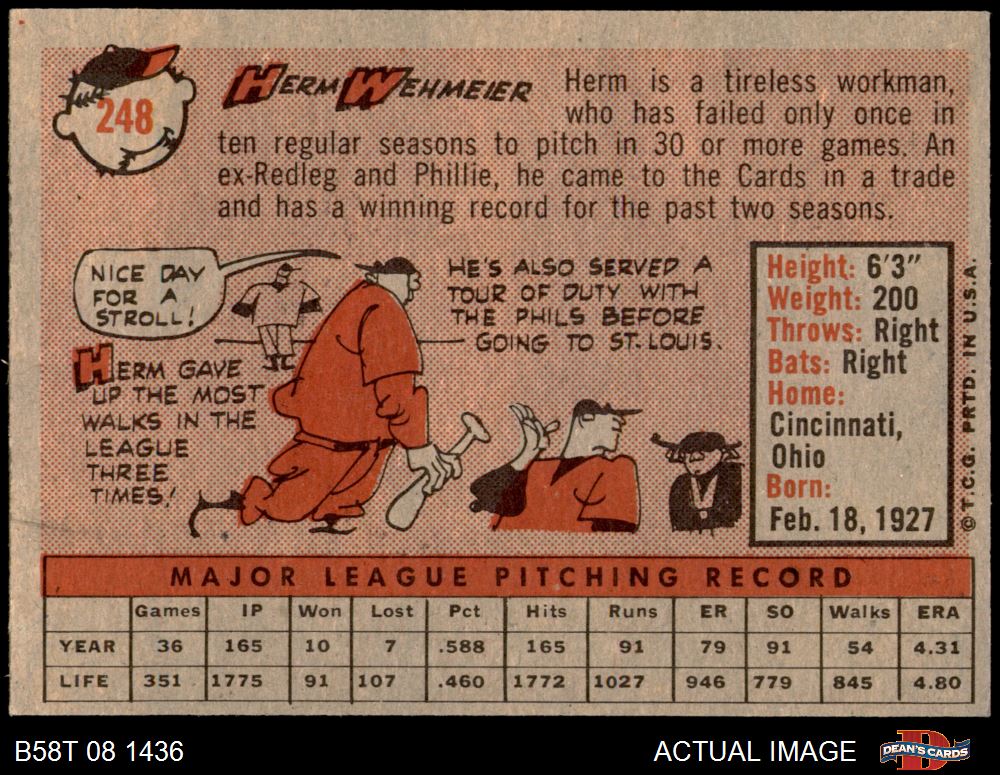 248
HERM WEHMEIER
Herm is a tireless workman,
who has failed only once in
ten regular seasons to pitch in 30 or more games. An
ex-Redleg and Phillie, he came to the Cards in a trade
and has a winning record for the past two seasons.
NICE DAY
FOR A
STROLL!
HERM GAVE
UP THE MOST
WALKS IN THE
LEAGUE
THREE
TIMES!
HE'S ALSO SERVED A
TOUR OF DUTY WITH
THE PHILS BEFORE
GOING TO ST. LOUIS.
Height: 6'3"
Weight: 200
Throws: Right
Bats: Right
Home:
Cincinnati,
Ohio
Born:
Feb. 18, 1927
© T.C.G. PRTD. IN U.S.A.
MAJOR LEAGUE PITCHING RECORD
Games IP Won Lost Pct Hits Runs ER SO Walks ERA
YEAR 36 165 10 7 .588 165 91 79 91 54 4.31
LIFE 351 1775 91 107 .460 1772 1027 946 779 845 4.80
B58T 08 1436
ACTUAL IMAGE
DEAN'S CARDS